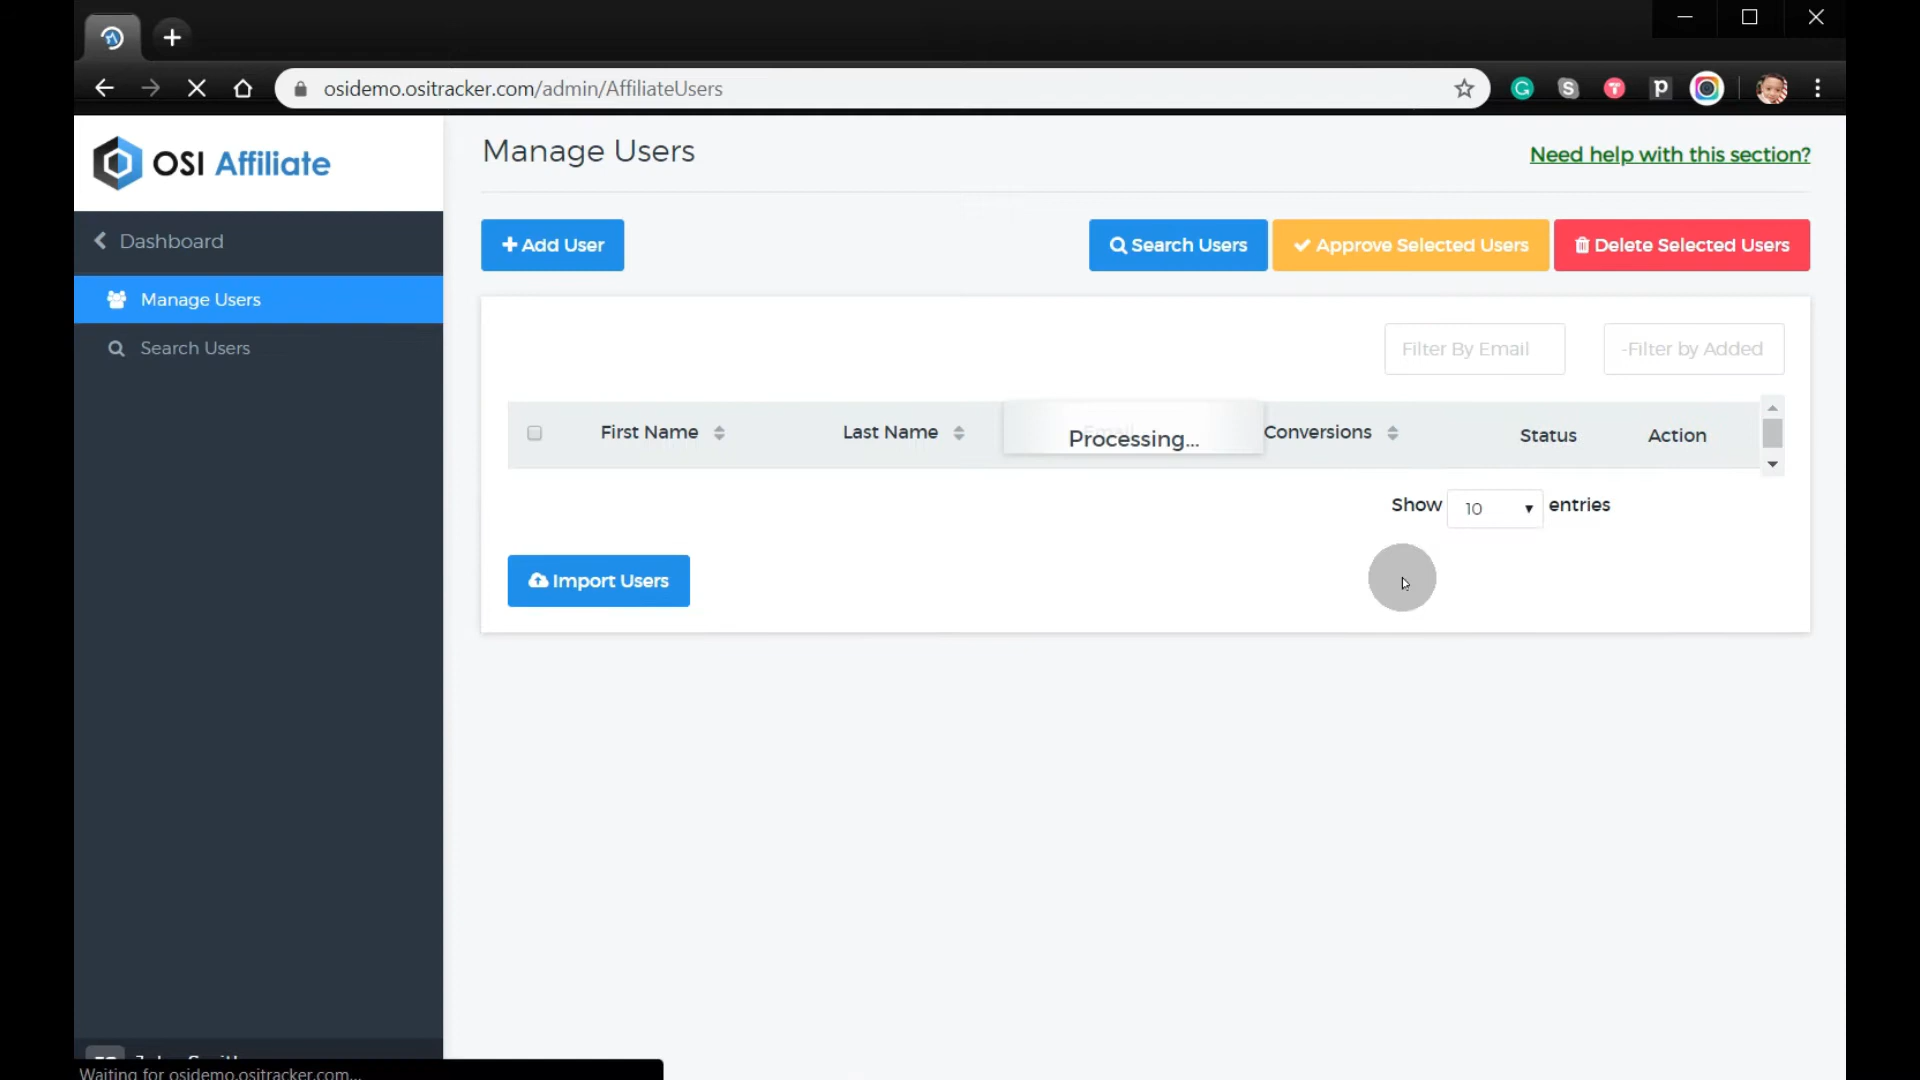 osidemo.ositracker.com/admin/AffiliateUsers
OSI Affiliate
Manage Users
Need help with this section?
Dashboard
Add User
Search Users
Approve Selected Users
Delete Selected Users
Manage Users
Search Users
Filter By Email
-Filter by Added
First Name
Last Name
Email
Processing...
Conversions
Status
Action
Show 10 entries
Import Users
Waiting for osidemo.ositracker.com...